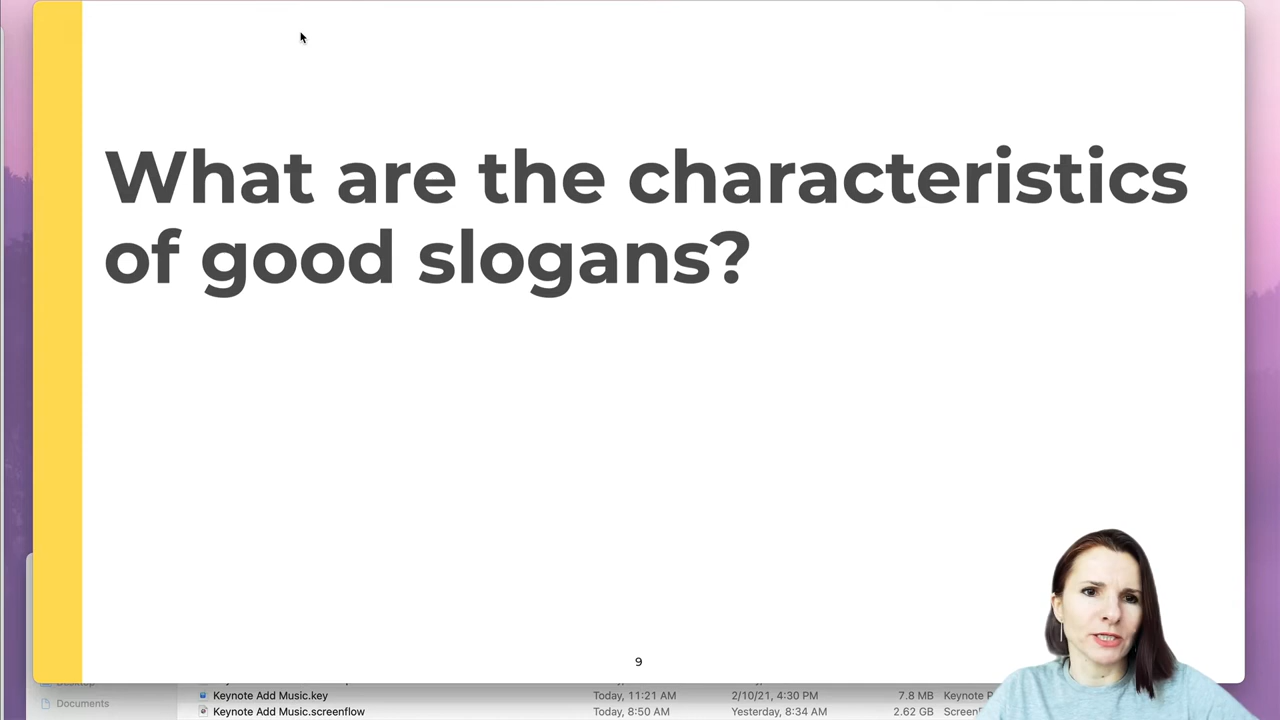 What are the characteristics
of good slogans?
9
Documents
Keynote Add Music.key Today, 11:21 AM 2/10/21, 4:30 PM 7.8 MB Keynote
Keynote Add Music.screenflow Today, 8:50 AM Yesterday, 8:34 AM 2.62 GB